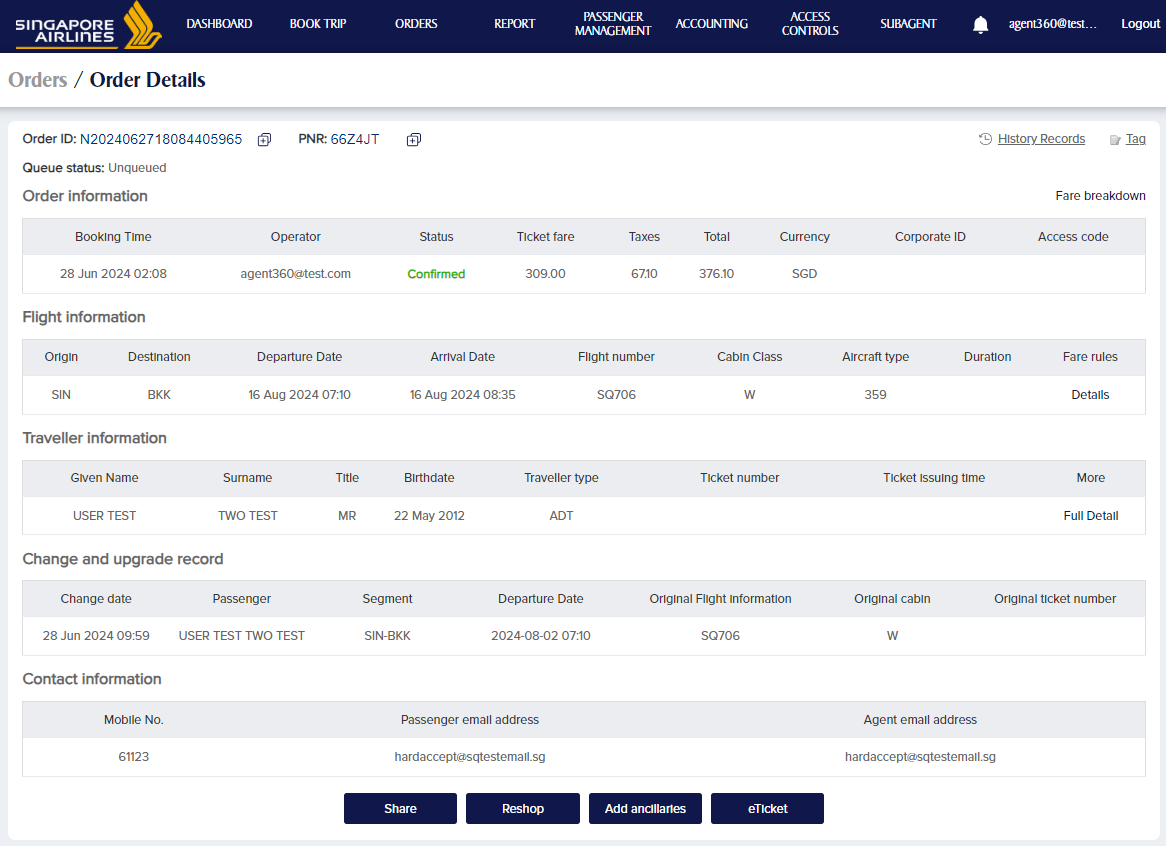 SINGAPORE AIRLINES
DASHBOARD BOOK TRIP ORDERS REPORT PASSENGER MANAGEMENT ACCOUNTING ACCESS CONTROLS SUBAGENT agent360@test... Logout
Orders / Order Details
Order ID: N2024062718084405965 PNR: 66Z4JT History Records Tag
Queue status: Unqueued
Order information Fare breakdown
Booking Time Operator Status Ticket fare Taxes Total Currency Corporate ID Access code
28 Jun 2024 02:08 agent360@test.com Confirmed 309.00 67.10 376.10 SGD
Flight information
Origin Destination Departure Date Arrival Date Flight number Cabin Class Aircraft type Duration Fare rules
SIN BKK 16 Aug 2024 07:10 16 Aug 2024 08:35 SQ706 W 359 Details
Traveller information
Given Name Surname Title Birthdate Traveller type Ticket number Ticket issuing time More
USER TEST TWO TEST MR 22 May 2012 ADT Full Detail
Change and upgrade record
Change date Passenger Segment Departure Date Original Flight information Original cabin Original ticket number
28 Jun 2024 09:59 USER TEST TWO TEST SIN-BKK 2024-08-02 07:10 SQ706 W
Contact information
Mobile No. Passenger email address Agent email address
61123 hardaccept@sqtestemail.sg hardaccept@sqtestemail.sg
Share Reshop Add ancillaries eTicket